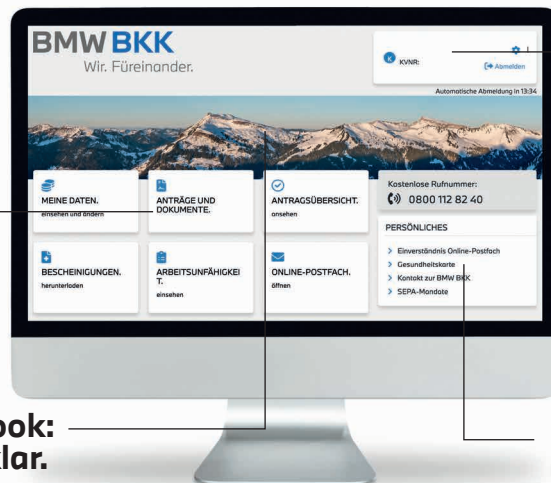 BMW BKK
Wir. Füreinander.
K KVNR:
Abmelden
Automatische Abmeldung in 13:34
MEINE DATEN.
einsehen und ändern
ANTRÄGE UND
DOKUMENTE.
ANTRAGSÜBERSICHT.
ansehen
Kostenlose Rufnummer:
0800 112 82 40
BESCHEINIGUNGEN.
herunterladen
ARBEITSUNFÄHIGKEI
T.
einsehen
ONLINE-POSTFACH.
öffnen
PERSÖNLICHES
> Einverständnis Online-Postfach
> Gesundheitskarte
> Kontakt zur BMW BKK
> SEPA-Mandate
ook:
klar.